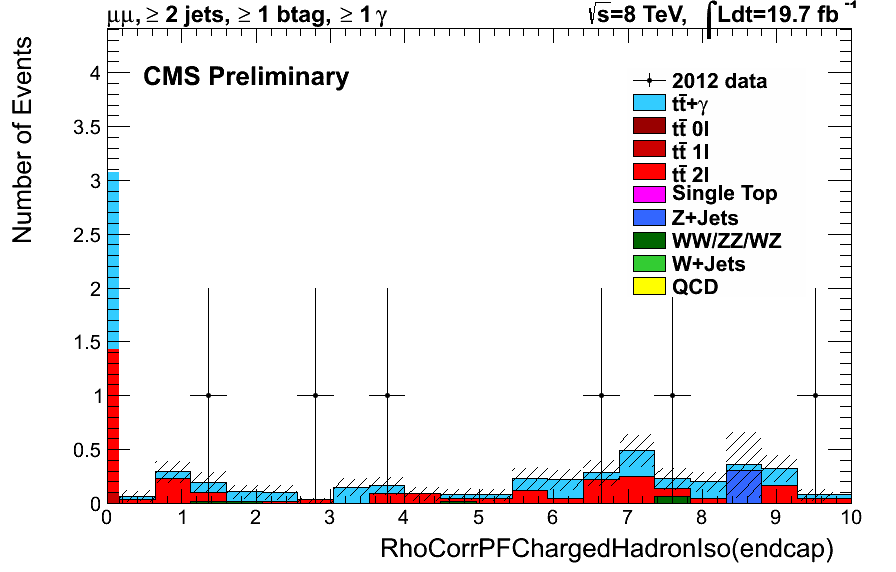 μμ, ≥ 2 jets, ≥ 1 btag, ≥ 1 γ
√s=8 TeV, ∫Ldt=19.7 fb⁻¹
CMS Preliminary
Number of Events
4
3.5
3
2.5
2
1.5
1
0.5
0
2012 data
tt̄+γ
tt̄ 0l
tt̄ 1l
tt̄ 2l
Single Top
Z+Jets
WW/ZZ/WZ
W+Jets
QCD
0 1 2 3 4 5 6 7 8 9 10
RhoCorrPFChargedHadronIso(endcap)